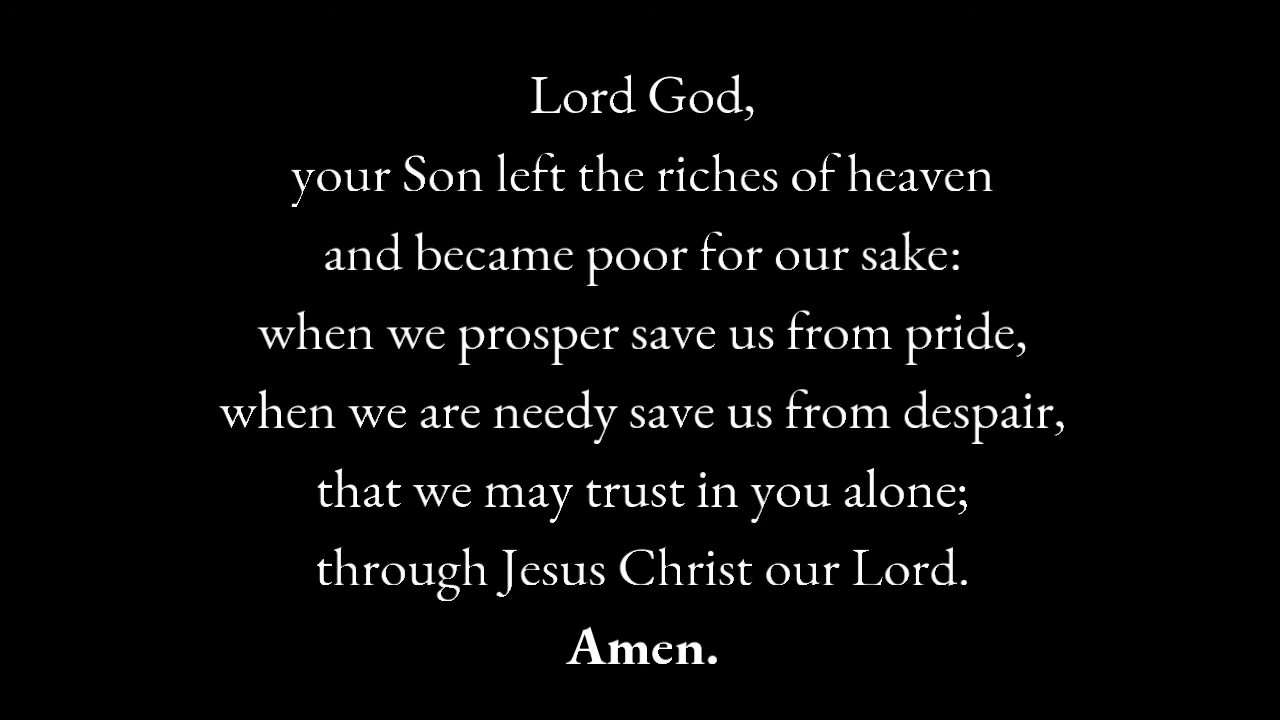 Lord God,
your Son left the riches of heaven
and became poor for our sake:
when we prosper save us from pride,
when we are needy save us from despair,
that we may trust in you alone;
through Jesus Christ our Lord.
Amen.